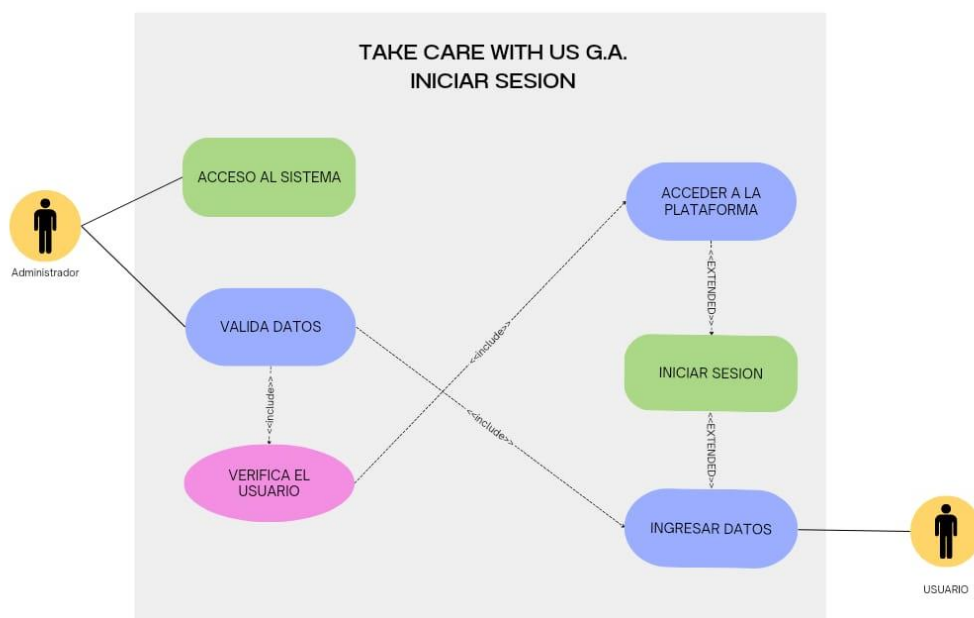 TAKE CARE WITH US G.A.
INICIAR SESION
ACCESO AL SISTEMA
ACCEDER A LA
PLATAFORMA
Administrador
<<EXTENDED>>
VALIDA DATOS
<<include>>
INICIAR SESION
<<include>>
<<include>>
<<EXTENDED>>
VERIFICA EL
USUARIO
INGRESAR DATOS
USUARIO